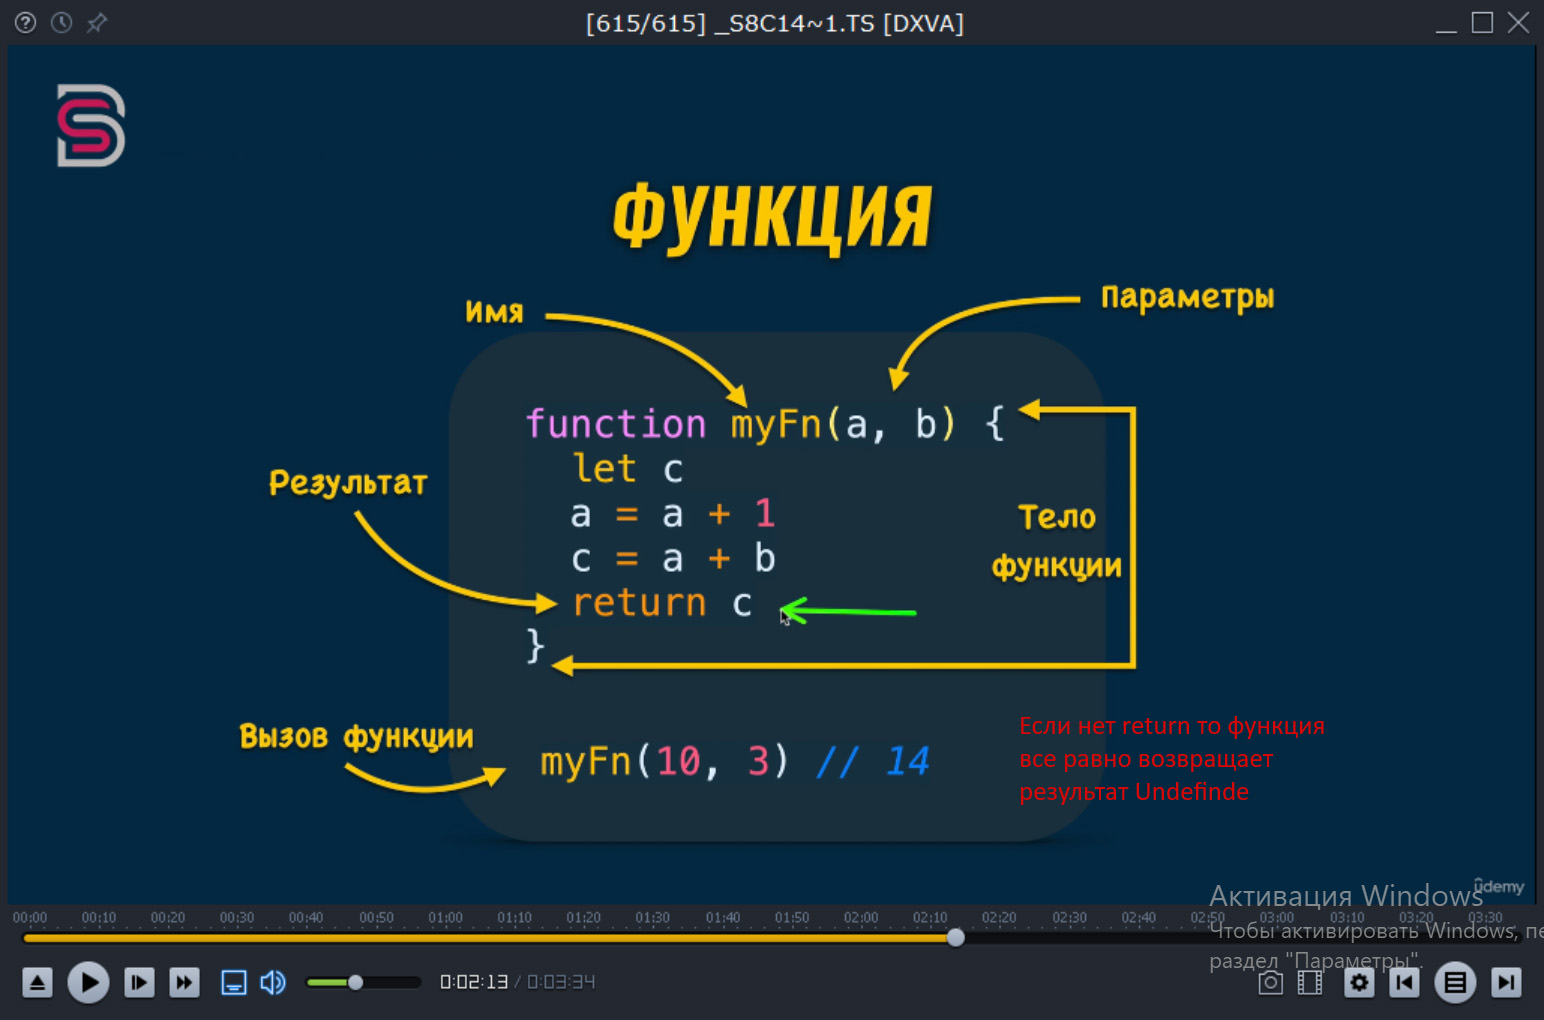 [615/615] _S8C14~1.TS [DXVA]
ФУНКЦИЯ
Имя
Параметры
function myFn(a, b) {
let c
a = a + 1
c = a + b
return c
}
Результат
Тело
функции
Вызов функции
myFn(10, 3) // 14
Если нет return то функция
все равно возвращает
результат Undefinde
ûdemy
Активация Windows
Чтобы активировать Windows, пе
раздел "Параметры".
00:00 00:10 00:20 00:30 00:40 00:50 01:00 01:10 01:20 01:30 01:40 01:50 02:00 02:10 02:20 02:30 02:40 02:50 03:00 03:10 03:20 03:30
0:02:13 / 0:03:34